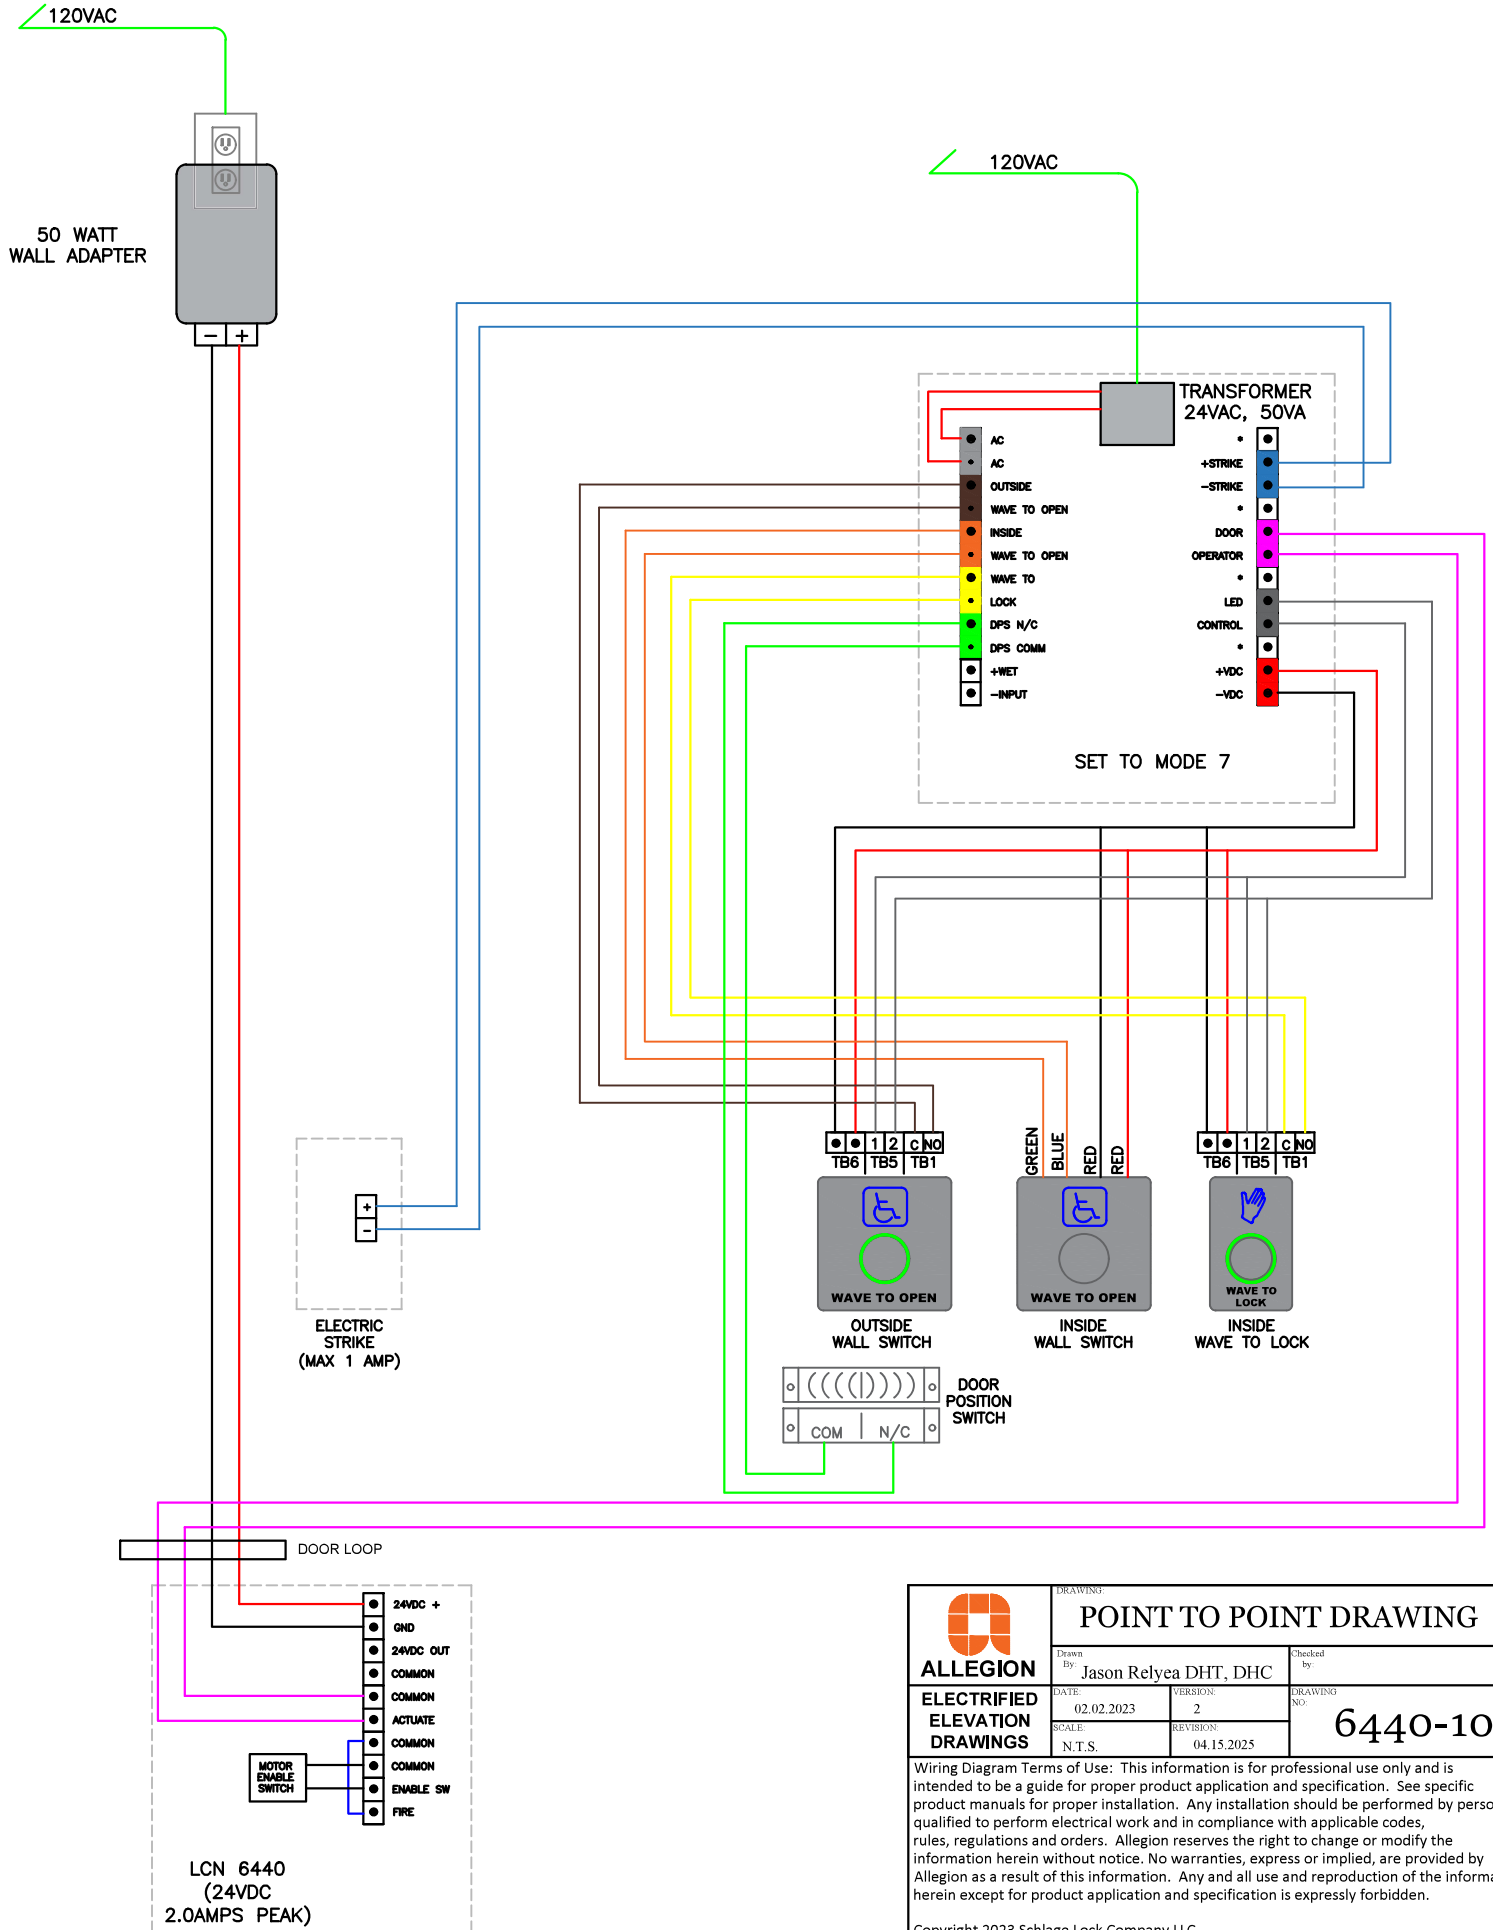 120VAC
50 WATT
WALL ADAPTER
- +
120VAC
TRANSFORMER
24VAC, 50VA
AC
AC
OUTSIDE
WAVE TO OPEN
INSIDE
WAVE TO OPEN
WAVE TO
LOCK
DPS N/C
DPS COMM
+WET
-INPUT
*
+STRIKE
-STRIKE
*
DOOR
OPERATOR
*
LED
CONTROL
*
+VDC
-VDC
SET TO MODE 7
1 2 C NO
TB6 TB5 TB1
GREEN
BLUE
RED
RED
1 2 C NO
TB6 TB5 TB1
WAVE TO OPEN
OUTSIDE
WALL SWITCH
WAVE TO OPEN
INSIDE
WALL SWITCH
WAVE TO
LOCK
INSIDE
WAVE TO LOCK
+
-
ELECTRIC
STRIKE
(MAX 1 AMP)
DOOR
POSITION
SWITCH
COM N/C
DOOR LOOP
24VDC +
GND
24VDC OUT
COMMON
COMMON
ACTUATE
COMMON
COMMON
ENABLE SW
FIRE
MOTOR
ENABLE
SWITCH
LCN 6440
(24VDC
2.0AMPS PEAK)
ALLEGION
ELECTRIFIED
ELEVATION
DRAWINGS
DRAWING:
POINT TO POINT DRAWING
Drawn
By: Jason Relyea DHT, DHC
Checked
by:
DATE:
02.02.2023
VERSION:
2
SCALE:
N.T.S.
REVISION:
04.15.2025
DRAWING
NO:
6440-10
Wiring Diagram Terms of Use: This information is for professional use only and is
intended to be a guide for proper product application and specification. See specific
product manuals for proper installation. Any installation should be performed by perso
qualified to perform electrical work and in compliance with applicable codes,
rules, regulations and orders. Allegion reserves the right to change or modify the
information herein without notice. No warranties, express or implied, are provided by
Allegion as a result of this information. Any and all use and reproduction of the informa
herein except for product application and specification is expressly forbidden.
Copyright 2023 Schlage Lock Company LLC